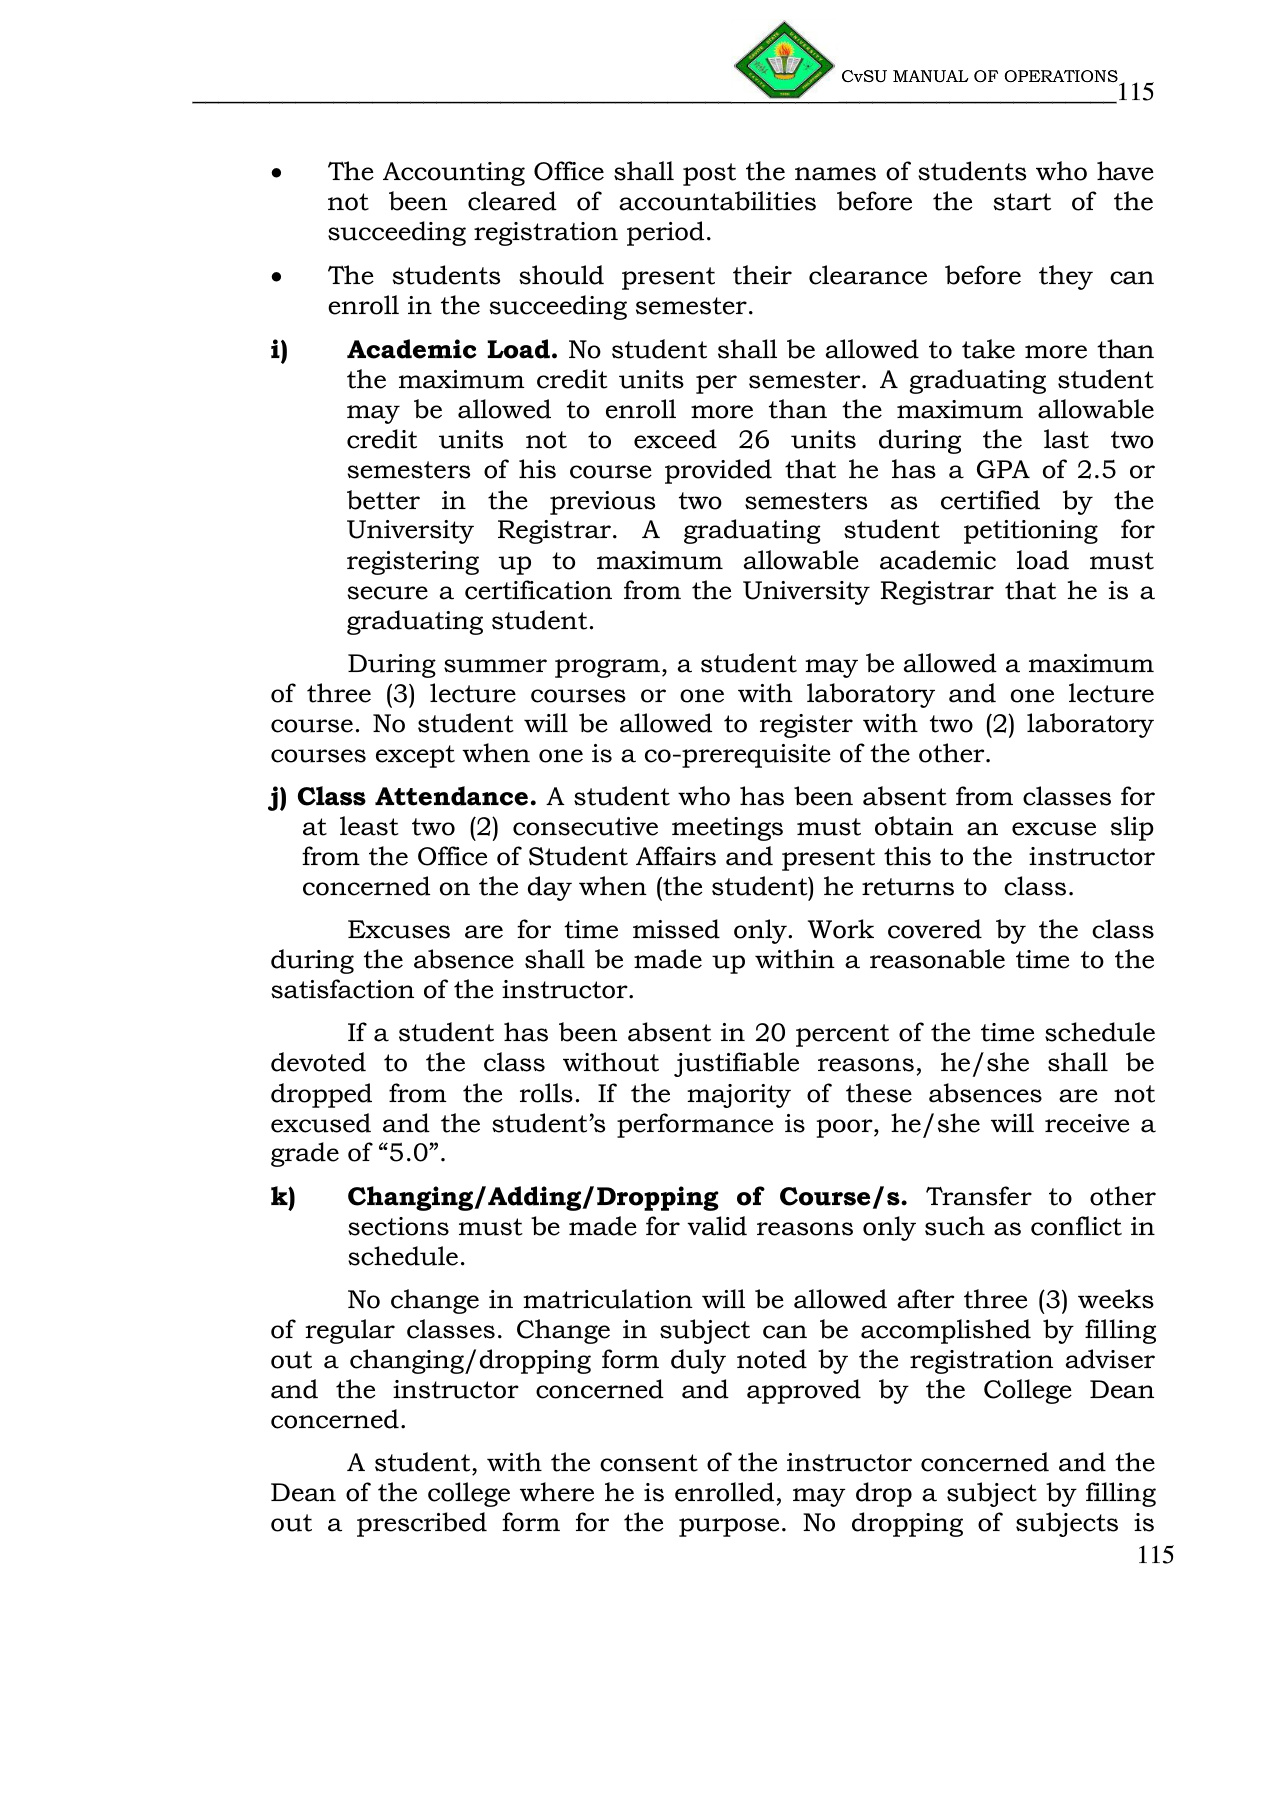 CvSU MANUAL OF OPERATIONS
115
• The Accounting Office shall post the names of students who have
not been cleared of accountabilities before the start of the
succeeding registration period.
• The students should present their clearance before they can
enroll in the succeeding semester.
i) Academic Load. No student shall be allowed to take more than
the maximum credit units per semester. A graduating student
may be allowed to enroll more than the maximum allowable
credit units not to exceed 26 units during the last two
semesters of his course provided that he has a GPA of 2.5 or
better in the previous two semesters as certified by the
University Registrar. A graduating student petitioning for
registering up to maximum allowable academic load must
secure a certification from the University Registrar that he is a
graduating student.
During summer program, a student may be allowed a maximum
of three (3) lecture courses or one with laboratory and one lecture
course. No student will be allowed to register with two (2) laboratory
courses except when one is a co-prerequisite of the other.
j) Class Attendance. A student who has been absent from classes for
at least two (2) consecutive meetings must obtain an excuse slip
from the Office of Student Affairs and present this to the instructor
concerned on the day when (the student) he returns to class.
Excuses are for time missed only. Work covered by the class
during the absence shall be made up within a reasonable time to the
satisfaction of the instructor.
If a student has been absent in 20 percent of the time schedule
devoted to the class without justifiable reasons, he/she shall be
dropped from the rolls. If the majority of these absences are not
excused and the student’s performance is poor, he/she will receive a
grade of “5.0”.
k) Changing/Adding/Dropping of Course/s. Transfer to other
sections must be made for valid reasons only such as conflict in
schedule.
No change in matriculation will be allowed after three (3) weeks
of regular classes. Change in subject can be accomplished by filling
out a changing/dropping form duly noted by the registration adviser
and the instructor concerned and approved by the College Dean
concerned.
A student, with the consent of the instructor concerned and the
Dean of the college where he is enrolled, may drop a subject by filling
out a prescribed form for the purpose. No dropping of subjects is
115